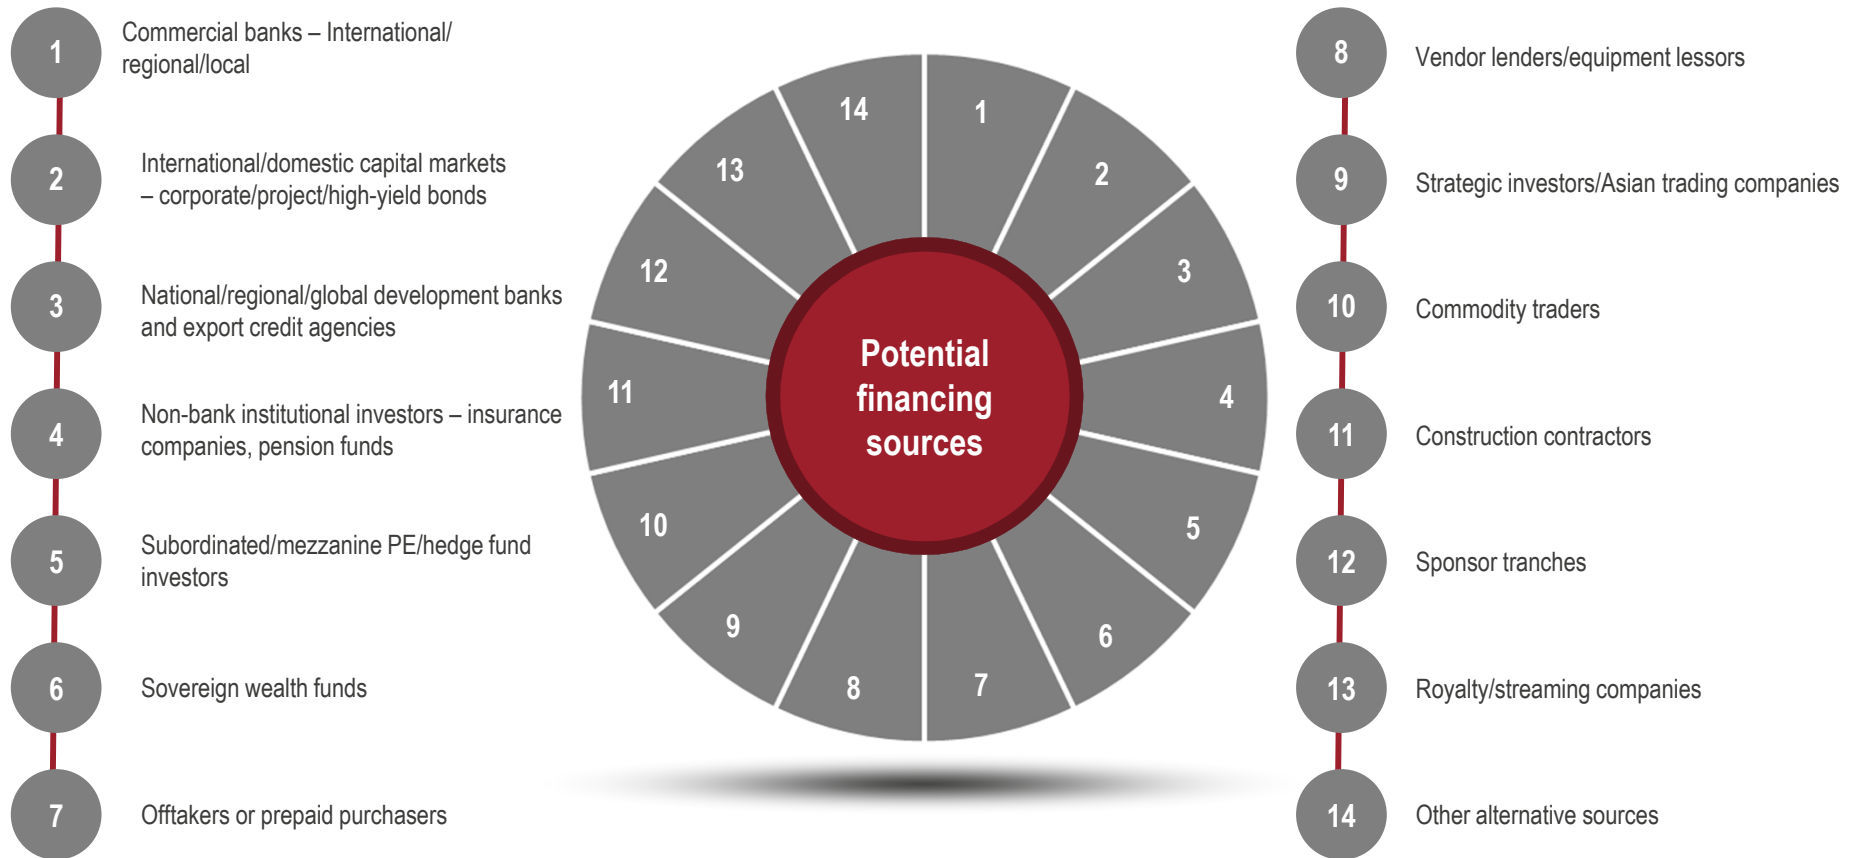 1
Commercial banks – International/
regional/local
2
International/domestic capital markets
– corporate/project/high-yield bonds
3
National/regional/global development banks
and export credit agencies
4
Non-bank institutional investors – insurance
companies, pension funds
5
Subordinated/mezzanine PE/hedge fund
investors
6
Sovereign wealth funds
7
Offtakers or prepaid purchasers
14
1
13
2
12
3
11
4
10
5
9
6
8
7
Potential
financing
sources
8
Vendor lenders/equipment lessors
9
Strategic investors/Asian trading companies
10
Commodity traders
11
Construction contractors
12
Sponsor tranches
13
Royalty/streaming companies
14
Other alternative sources